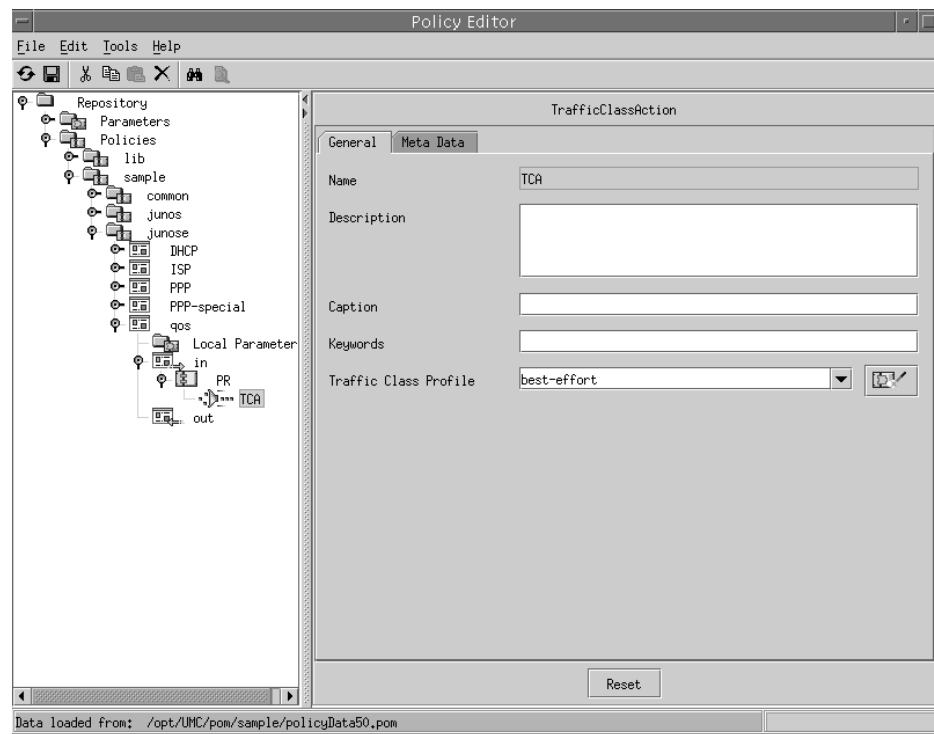 Policy Editor
File Edit Tools Help
Repository
Parameters
Policies
lib
sample
common
junos
junose
DHCP
ISP
PPP
PPP-special
qos
Local Parameter
in
PR
TCA
out
TrafficClassAction
General Meta Data
Name TCA
Description
Caption
Keywords
Traffic Class Profile best-effort
Reset
Data loaded from: /opt/UMC/pom/sample/policyData50.pom